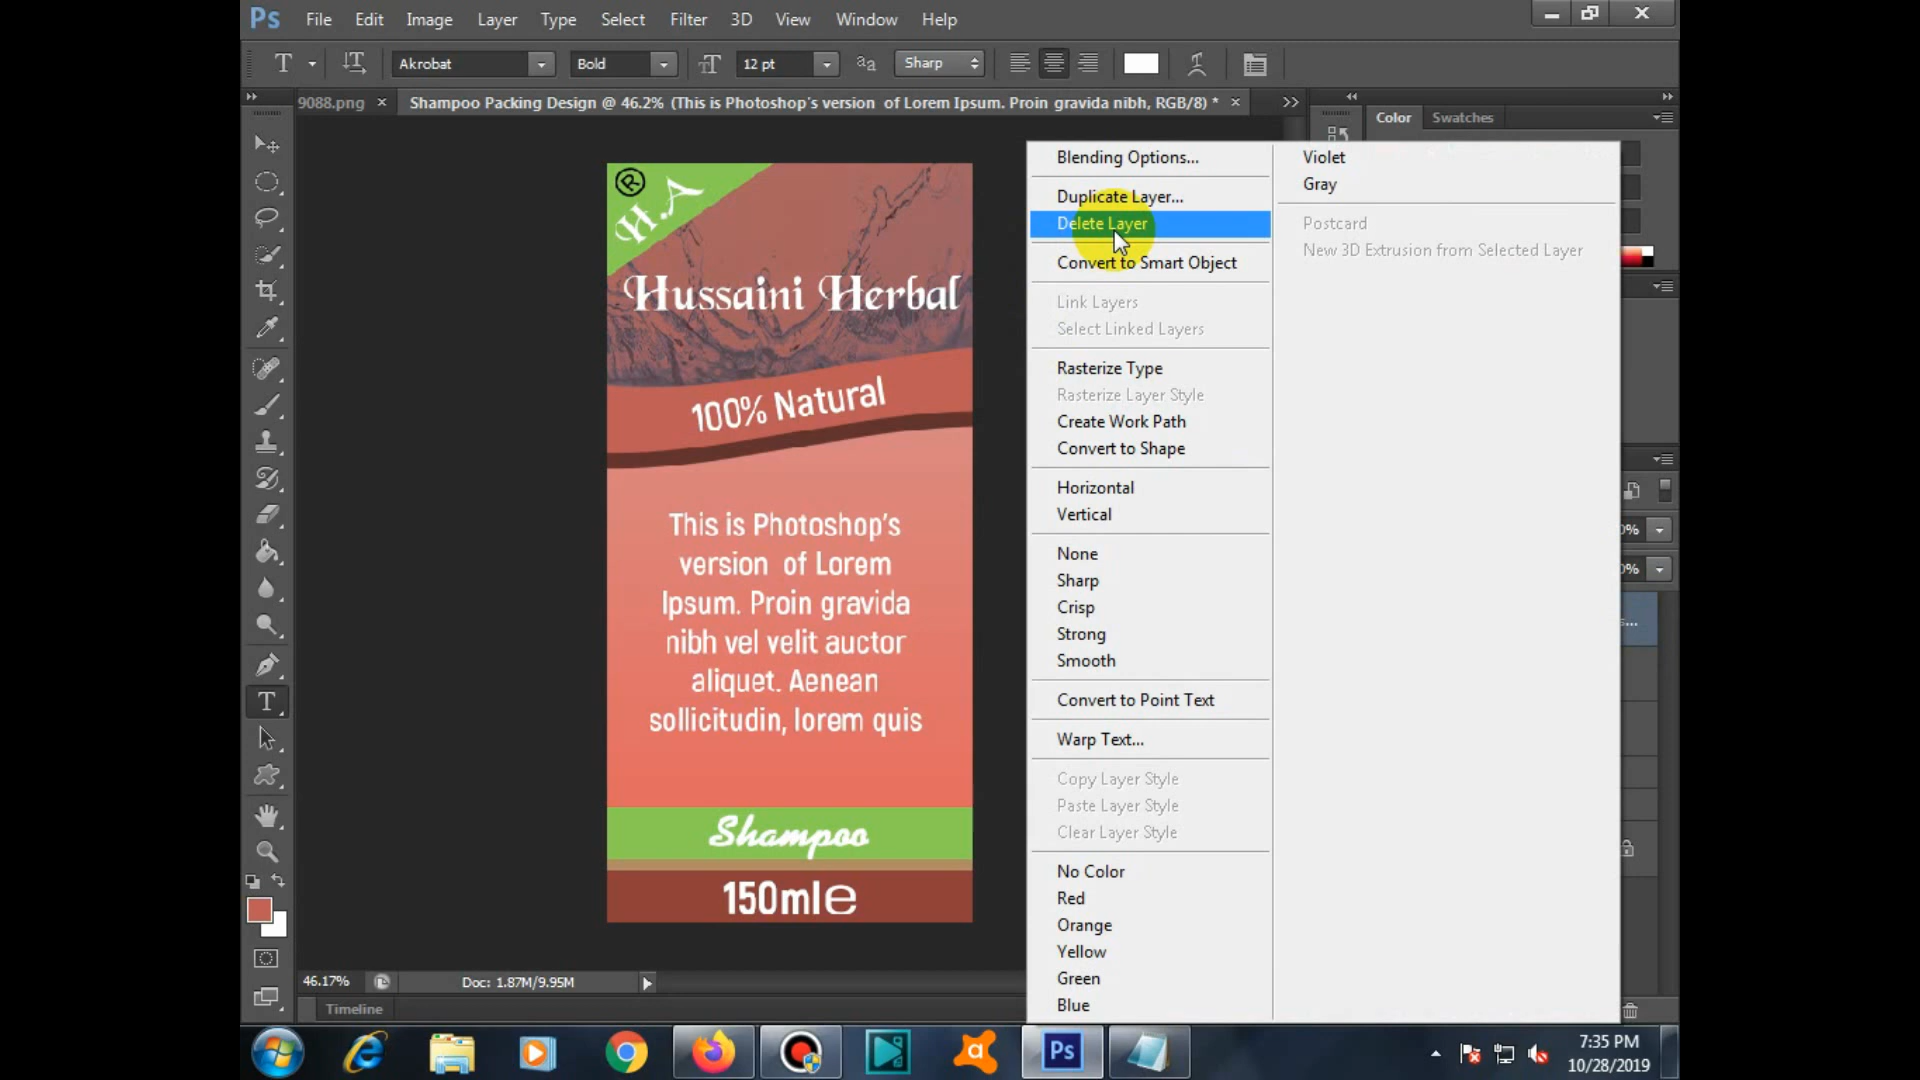 Ps File Edit Image Layer Type Select Filter 3D View Window Help
T Akrobat Bold 12 pt Sharp
9088.png × Shampoo Packing Design @ 46.2% (This is Photoshop's version of Lorem Ipsum. Proin gravida nibh, RGB/8) * ×
Color Swatches
®
H.A
Hussaini Herbal
100% Natural
This is Photoshop's
version of Lorem
Ipsum. Proin gravida
nibh vel velit auctor
aliquet. Aenean
sollicitudin, lorem quis
Shampoo
150ml℮
Blending Options...
Duplicate Layer...
Delete Layer
Convert to Smart Object
Link Layers
Select Linked Layers
Rasterize Type
Rasterize Layer Style
Create Work Path
Convert to Shape
Horizontal
Vertical
None
Sharp
Crisp
Strong
Smooth
Convert to Point Text
Warp Text...
Copy Layer Style
Paste Layer Style
Clear Layer Style
No Color
Red
Orange
Yellow
Green
Blue
Violet
Gray
Postcard
New 3D Extrusion from Selected Layer
46.17% Doc: 1.87M/9.95M
Timeline
Ps
7:35 PM
10/28/2019